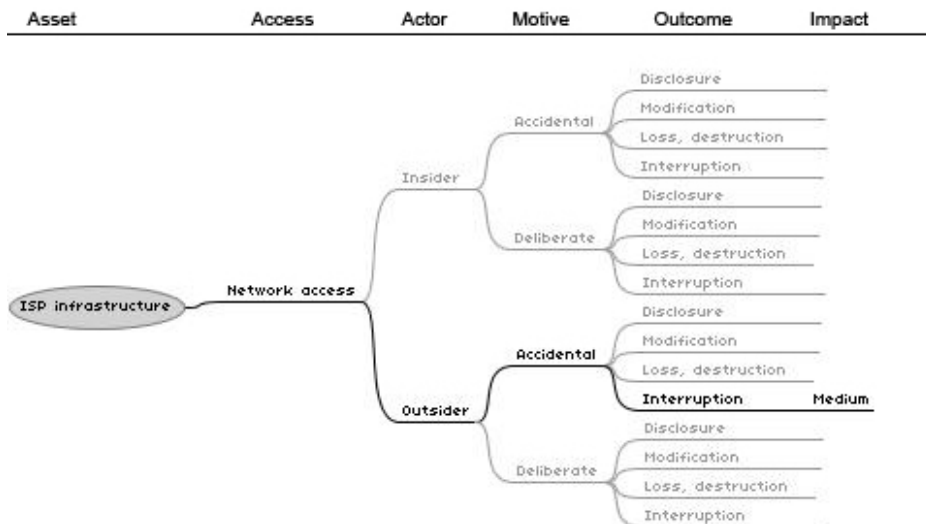 Asset Access Actor Motive Outcome Impact
Disclosure
Modification
Accidental
Loss, destruction
Interruption
Insider
Disclosure
Modification
Deliberate
Loss, destruction
Interruption
Network access
ISP infrastructure
Disclosure
Modification
Accidental
Loss, destruction
Interruption Medium
Outsider
Disclosure
Modification
Deliberate
Loss, destruction
Interruption